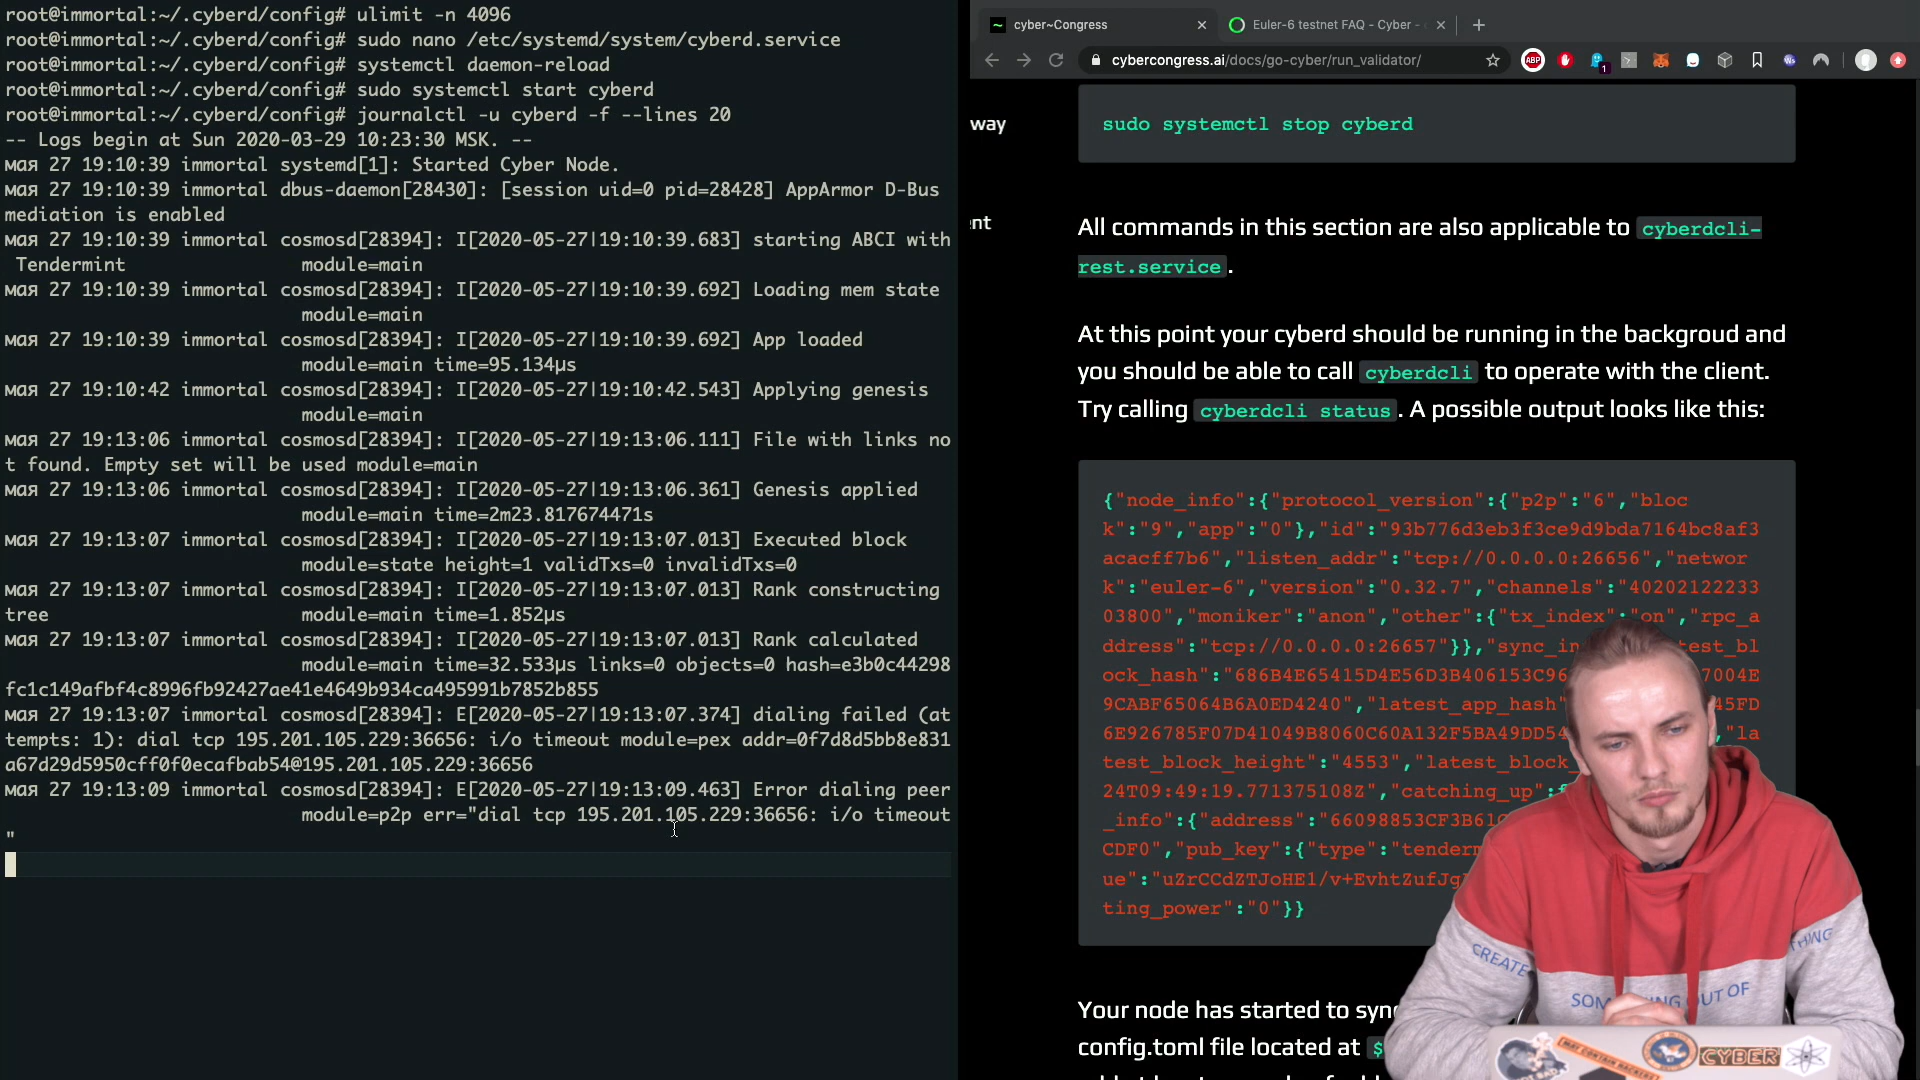 root@immortal:~/.cyberd/config# ulimit -n 4096
root@immortal:~/.cyberd/config# sudo nano /etc/systemd/system/cyberd.service
root@immortal:~/.cyberd/config# systemctl daemon-reload
root@immortal:~/.cyberd/config# sudo systemctl start cyberd
root@immortal:~/.cyberd/config# journalctl -u cyberd -f --lines 20
-- Logs begin at Sun 2020-03-29 10:23:30 MSK. --
мая 27 19:10:39 immortal systemd[1]: Started Cyber Node.
мая 27 19:10:39 immortal dbus-daemon[28430]: [session uid=0 pid=28428] AppArmor D-Bus
mediation is enabled
мая 27 19:10:39 immortal cosmosd[28394]: I[2020-05-27|19:10:39.683] starting ABCI with
Tendermint module=main
мая 27 19:10:39 immortal cosmosd[28394]: I[2020-05-27|19:10:39.692] Loading mem state
module=main
мая 27 19:10:39 immortal cosmosd[28394]: I[2020-05-27|19:10:39.692] App loaded
module=main time=95.134µs
мая 27 19:10:42 immortal cosmosd[28394]: I[2020-05-27|19:10:42.543] Applying genesis
module=main
мая 27 19:13:06 immortal cosmosd[28394]: I[2020-05-27|19:13:06.111] File with links no
t found. Empty set will be used module=main
мая 27 19:13:06 immortal cosmosd[28394]: I[2020-05-27|19:13:06.361] Genesis applied
module=main time=2m23.817674471s
мая 27 19:13:07 immortal cosmosd[28394]: I[2020-05-27|19:13:07.013] Executed block
module=state height=1 validTxs=0 invalidTxs=0
мая 27 19:13:07 immortal cosmosd[28394]: I[2020-05-27|19:13:07.013] Rank constructing
tree module=main time=1.852µs
мая 27 19:13:07 immortal cosmosd[28394]: I[2020-05-27|19:13:07.013] Rank calculated
module=main time=32.533µs links=0 objects=0 hash=e3b0c44298
fc1c149afbf4c8996fb92427ae41e4649b934ca495991b7852b855
мая 27 19:13:07 immortal cosmosd[28394]: E[2020-05-27|19:13:07.374] dialing failed (at
tempts: 1): dial tcp 195.201.105.229:36656: i/o timeout module=pex addr=0f7d8d5bb8e831
a67d29d5950cff0f0ecafbab54@195.201.105.229:36656
мая 27 19:13:09 immortal cosmosd[28394]: E[2020-05-27|19:13:09.463] Error dialing peer
module=p2p err="dial tcp 195.201.105.229:36656: i/o timeout
"
cyber~Congress
Euler-6 testnet FAQ - Cyber -
cybercongress.ai/docs/go-cyber/run_validator/
ABP
1
way
nt
sudo systemctl stop cyberd
All commands in this section are also applicable to cyberdcli-
rest.service.
At this point your cyberd should be running in the backgroud and
you should be able to call cyberdcli to operate with the client.
Try calling cyberdcli status. A possible output looks like this:
{"node_info":{"protocol_version":{"p2p":"6","bloc
k":"9","app":"0"},"id":"93b776d3eb3f3ce9d9bda7164bc8af3
acacff7b6","listen_addr":"tcp://0.0.0.0:26656","networ
k":"euler-6","version":"0.32.7","channels":"40202122233
03800","moniker":"anon","other":{"tx_index":"on","rpc_a
ddress":"tcp://0.0.0.0:26657"}},"sync_in test_bl
ock_hash":"686B4E65415D4E56D3B406153C96 7004E
9CABF65064B6A0ED4240","latest_app_hash" 45FD
6E926785F07D41049B8060C60A132F5BA49DD54 ,"la
test_block_height":"4553","latest_block_
24T09:49:19.771375108Z","catching_up":f
_info":{"address":"66098853CF3B61
CDF0","pub_key":{"type":"tenderm
ue":"uZrCCdZTJoHE1/v+EvhtZufJg
ting_power":"0"}}
Your node has started to sync
config.toml file located at $
CREATE
THING
SOMETHING OUT OF
MAY CONTAIN HACKERS
CYBER